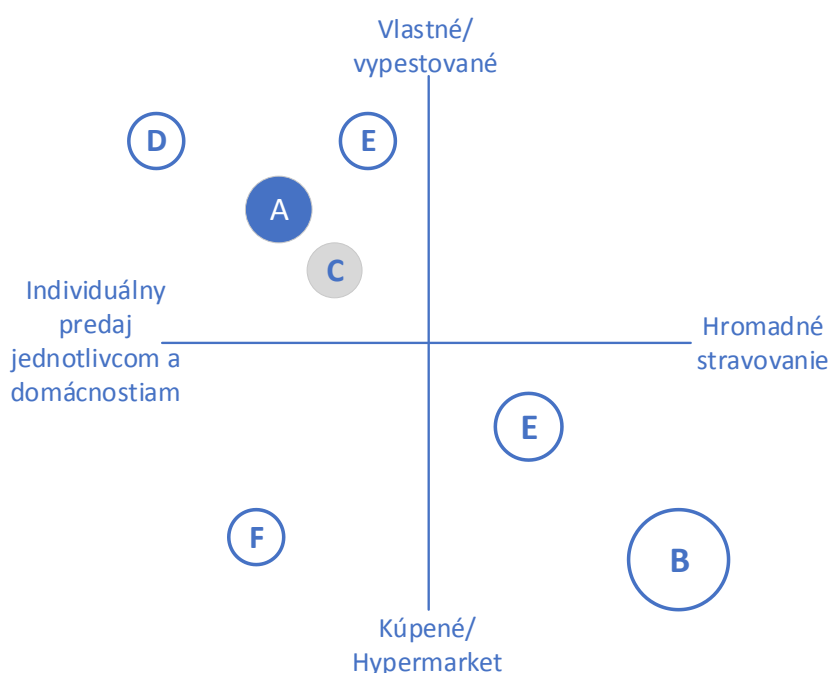 Vlastné/
vypestované
D
E
A
C
Individuálny
predaj
jednotlivcom a
domácnostiam
Hromadné
stravovanie
E
F
B
Kúpené/
Hypermarket